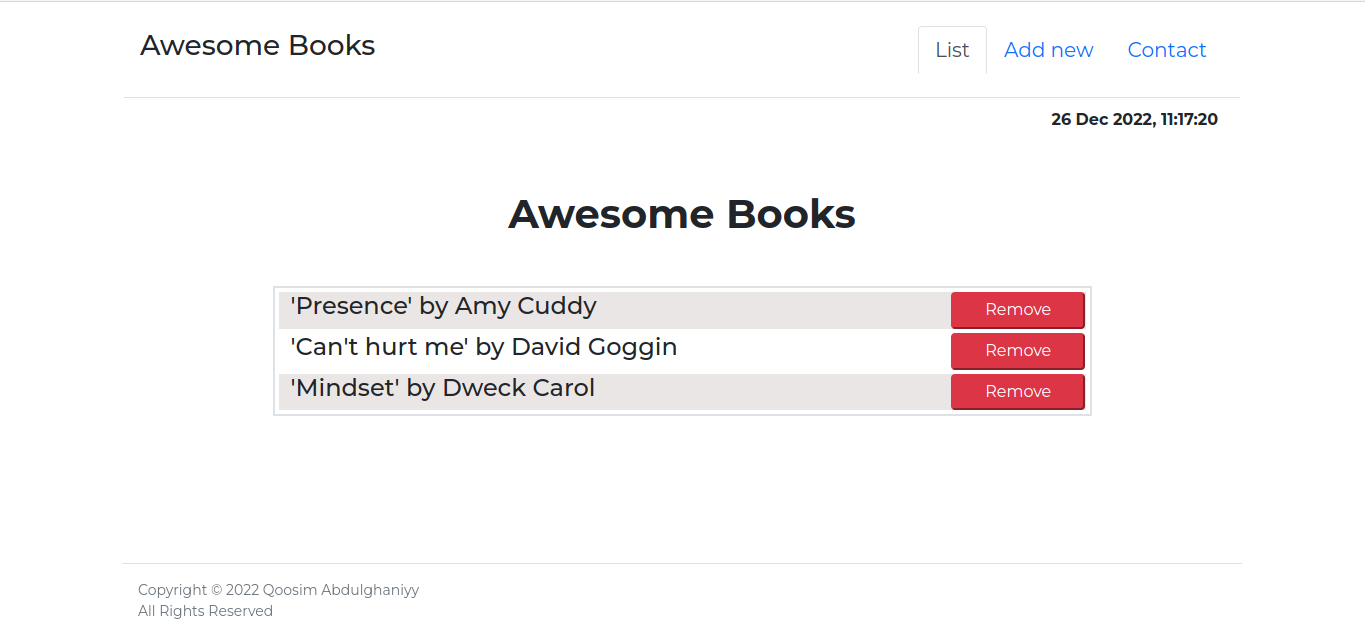 Awesome Books
List Add new Contact
26 Dec 2022, 11:17:20
Awesome Books
'Presence' by Amy Cuddy Remove
'Can't hurt me' by David Goggin Remove
'Mindset' by Dweck Carol Remove
Copyright © 2022 Qoosim Abdulghaniyy
All Rights Reserved